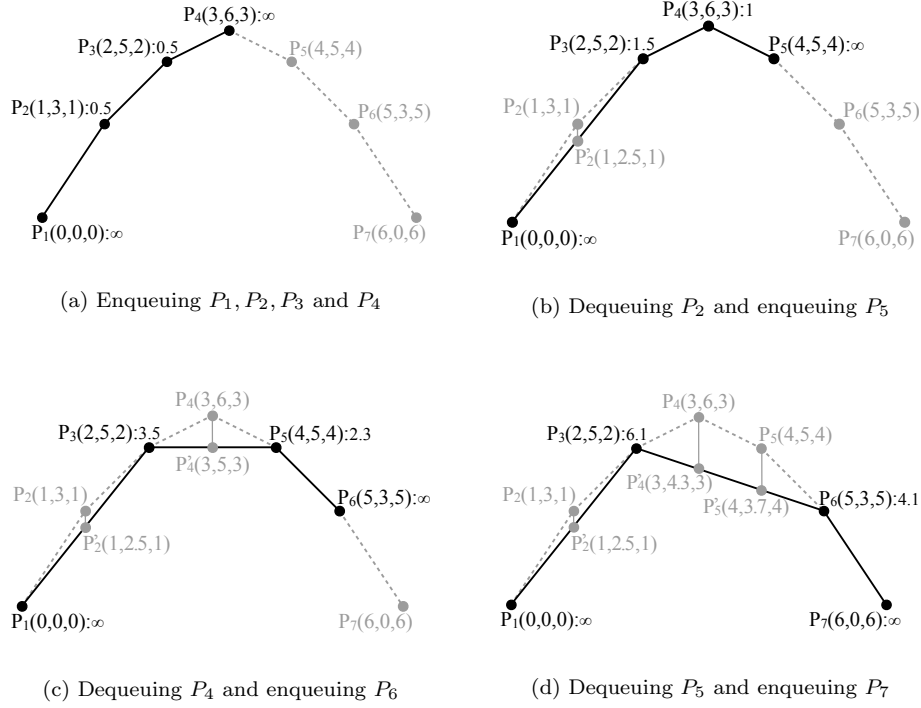 P₄(3,6,3):∞
P₃(2,5,2):0.5
P₅(4,5,4)
P₂(1,3,1):0.5
P₆(5,3,5)
P₁(0,0,0):∞
P₇(6,0,6)
(a) Enqueuing P₁, P₂, P₃ and P₄
P₄(3,6,3):1
P₃(2,5,2):1.5
P₅(4,5,4):∞
P₂(1,3,1)
P₆(5,3,5)
P₂'(1,2.5,1)
P₁(0,0,0):∞
P₇(6,0,6)
(b) Dequeuing P₂ and enqueuing P₅
P₄(3,6,3)
P₃(2,5,2):3.5
P₅(4,5,4):2.3
P₄'(3,5,3)
P₂(1,3,1)
P₆(5,3,5):∞
P₂'(1,2.5,1)
P₁(0,0,0):∞
P₇(6,0,6)
(c) Dequeuing P₄ and enqueuing P₆
P₄(3,6,3)
P₃(2,5,2):6.1
P₅(4,5,4)
P₄'(3,4.3,3)
P₂(1,3,1)
P₅'(4,3.7,4)
P₆(5,3,5):4.1
P₂'(1,2.5,1)
P₁(0,0,0):∞
P₇(6,0,6):∞
(d) Dequeuing P₅ and enqueuing P₇